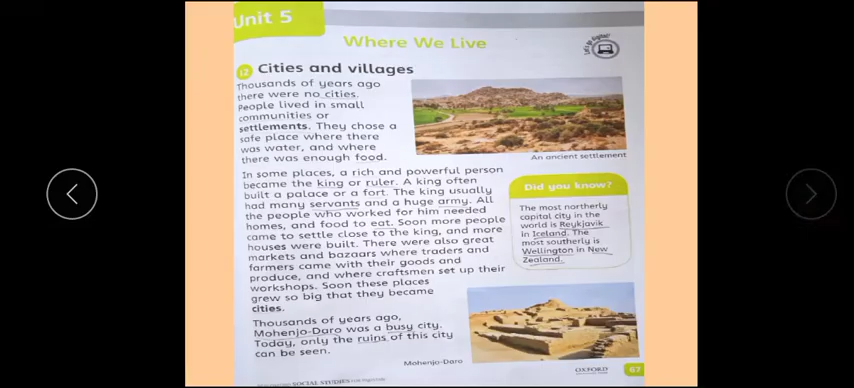 Unit 5
Where We Live
Let's go digital!
12 Cities and villages
Thousands of years ago
there were no cities.
People lived in small
communities or
settlements. They chose a
safe place where there
was water, and where
there was enough food.
An ancient settlement
In some places, a rich and powerful person
became the king or ruler. A king often
built a palace or a fort. The king usually
had many servants and a huge army. All
the people who worked for him needed
homes, and food to eat. Soon more people
came to settle close to the king, and more
houses were built. There were also great
markets and bazaars where traders and
farmers came with their goods and
produce, and where craftsmen set up their
workshops. Soon these places
grew so big that they became
cities.
Did you know?
The most northerly
capital city in the
world is Reykjavik
in Iceland. The
most southerly is
Wellington in New
Zealand.
Thousands of years ago,
Mohenjo-Daro was a busy city.
Today, only the ruins of this city
can be seen.
Mohenjo-Daro
SOCIAL STUDIES
OXFORD
67